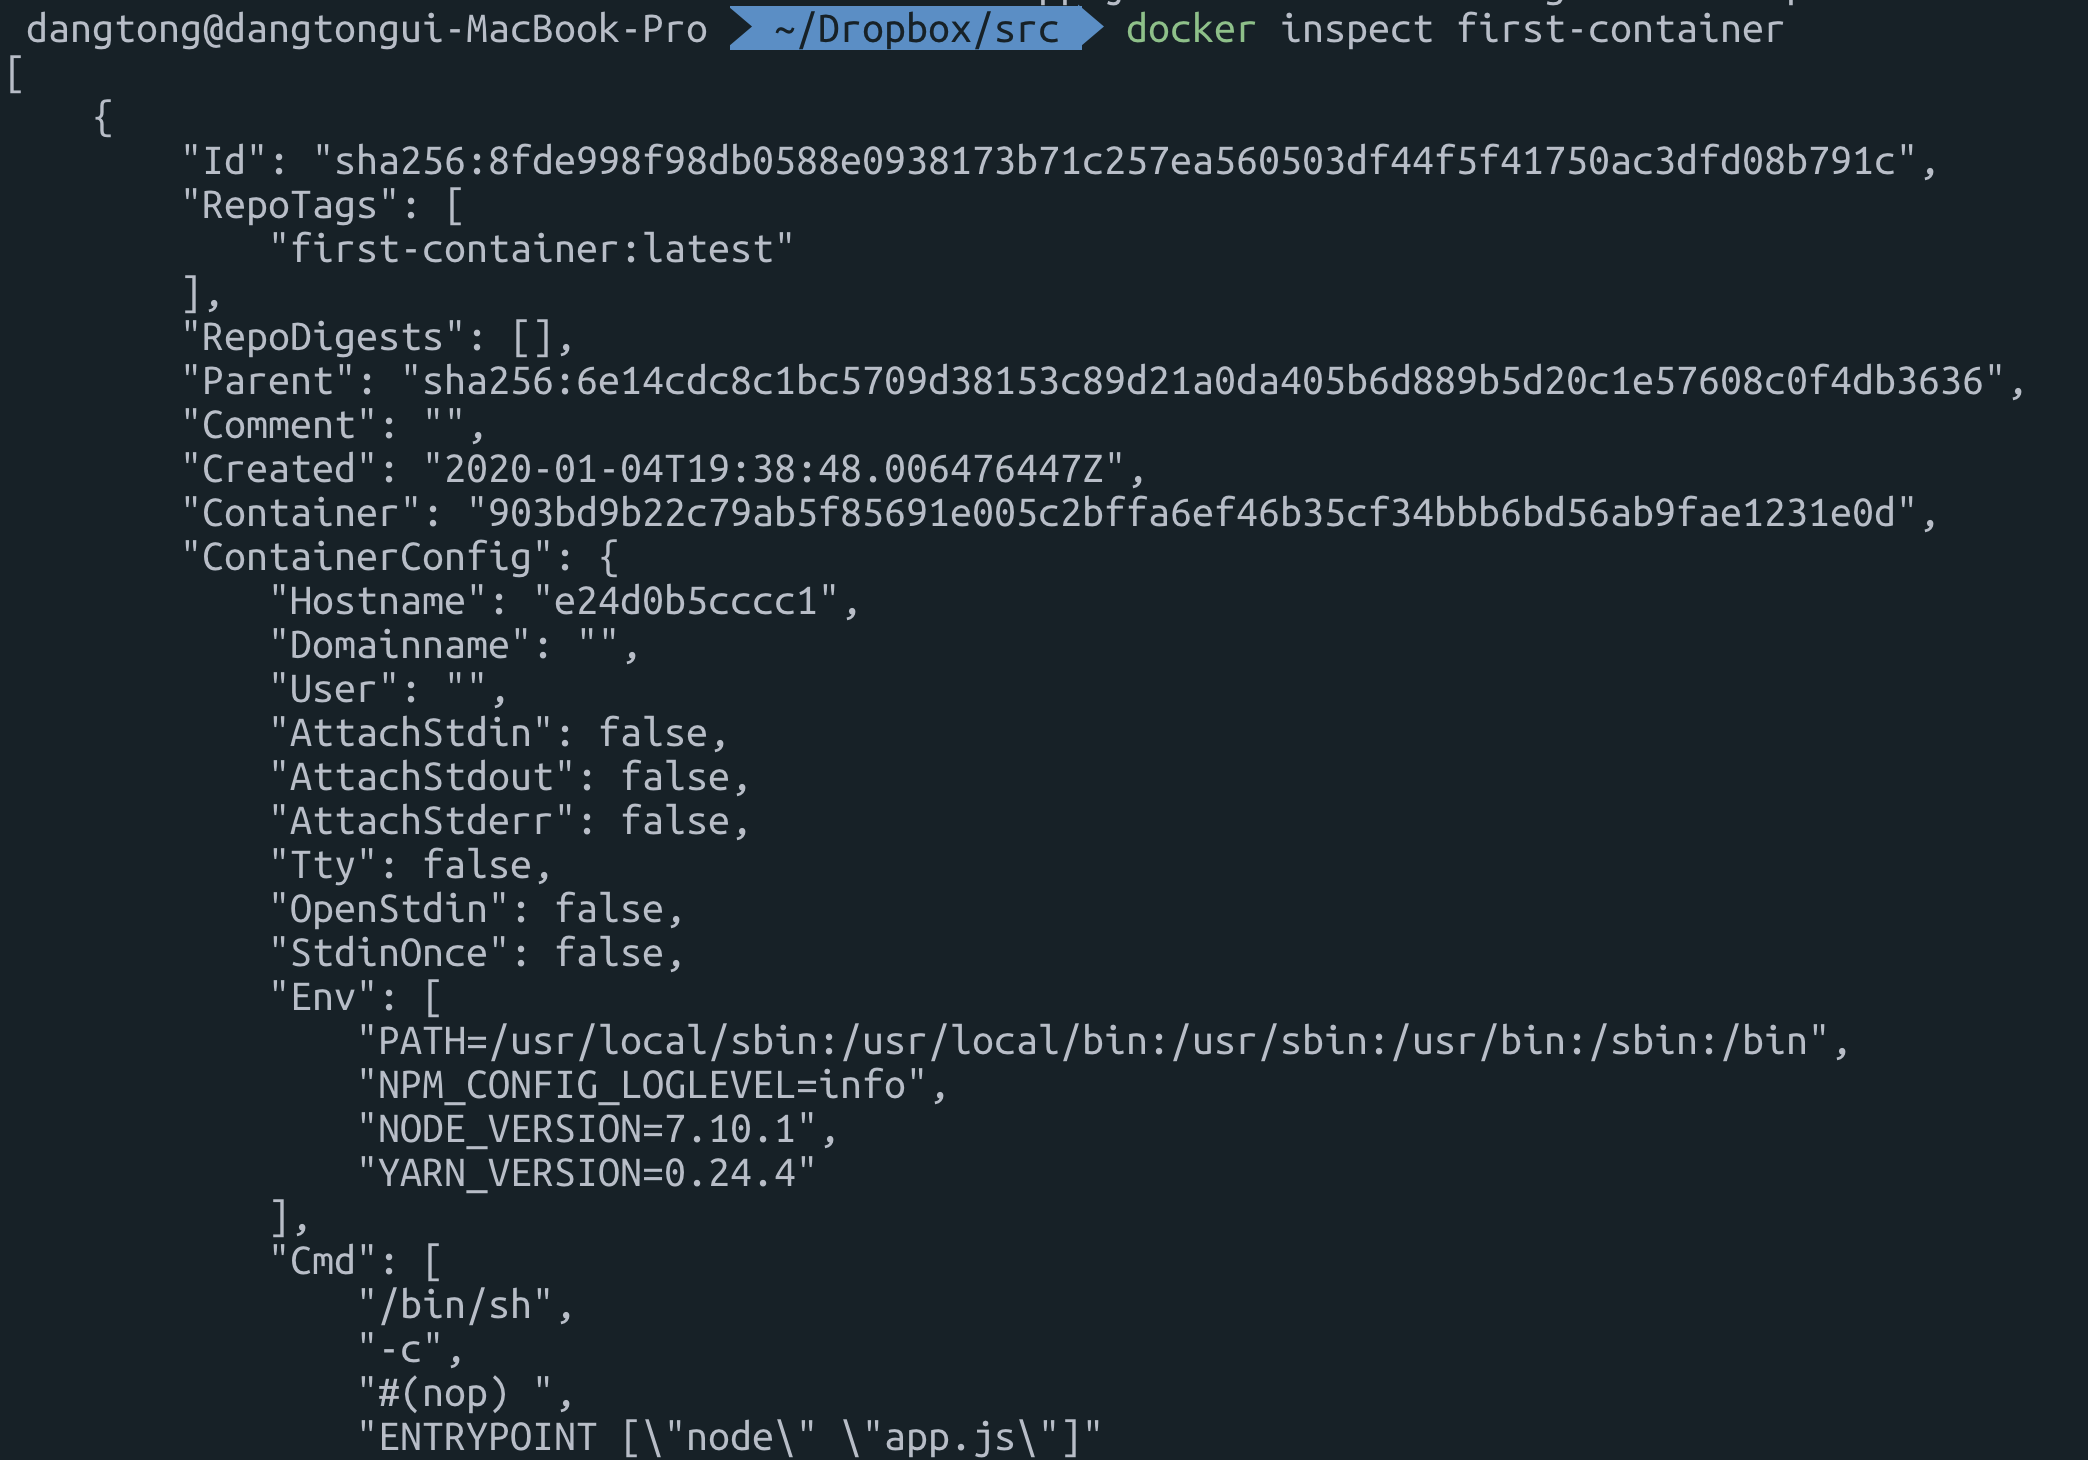 dangtong@dangtongui-MacBook-Pro ~/Dropbox/src docker inspect first-container
[
    {
        "Id": "sha256:8fde998f98db0588e0938173b71c257ea560503df44f5f41750ac3dfd08b791c",
        "RepoTags": [
            "first-container:latest"
        ],
        "RepoDigests": [],
        "Parent": "sha256:6e14cdc8c1bc5709d38153c89d21a0da405b6d889b5d20c1e57608c0f4db3636",
        "Comment": "",
        "Created": "2020-01-04T19:38:48.006476447Z",
        "Container": "903bd9b22c79ab5f85691e005c2bffa6ef46b35cf34bbb6bd56ab9fae1231e0d",
        "ContainerConfig": {
            "Hostname": "e24d0b5cccc1",
            "Domainname": "",
            "User": "",
            "AttachStdin": false,
            "AttachStdout": false,
            "AttachStderr": false,
            "Tty": false,
            "OpenStdin": false,
            "StdinOnce": false,
            "Env": [
                "PATH=/usr/local/sbin:/usr/local/bin:/usr/sbin:/usr/bin:/sbin:/bin",
                "NPM_CONFIG_LOGLEVEL=info",
                "NODE_VERSION=7.10.1",
                "YARN_VERSION=0.24.4"
            ],
            "Cmd": [
                "/bin/sh",
                "-c",
                "#(nop) ",
                "ENTRYPOINT [\"node\" \"app.js\"]"